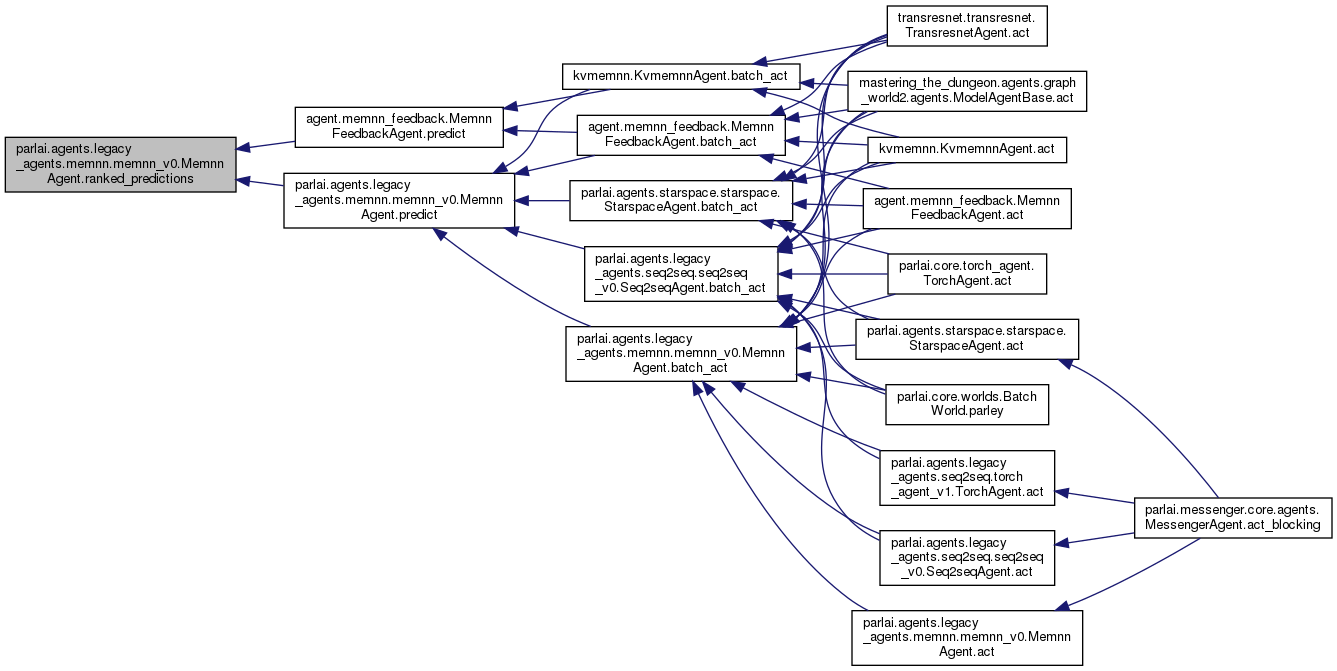 parlai.agents.legacy
_agents.memnn.memnn_v0.Memnn
Agent.ranked_predictions
agent.memnn_feedback.Memnn
FeedbackAgent.predict
parlai.agents.legacy
_agents.memnn.memnn_v0.Memnn
Agent.predict
kvmemnn.KvmemnnAgent.batch_act
agent.memnn_feedback.Memnn
FeedbackAgent.batch_act
parlai.agents.starspace.starspace.
StarspaceAgent.batch_act
parlai.agents.legacy
_agents.seq2seq.seq2seq
_v0.Seq2seqAgent.batch_act
parlai.agents.legacy
_agents.memnn.memnn_v0.Memnn
Agent.batch_act
transresnet.transresnet.
TransresnetAgent.act
mastering_the_dungeon.agents.graph
_world2.agents.ModelAgentBase.act
kvmemnn.KvmemnnAgent.act
agent.memnn_feedback.Memnn
FeedbackAgent.act
parlai.core.torch_agent.
TorchAgent.act
parlai.agents.starspace.starspace.
StarspaceAgent.act
parlai.core.worlds.Batch
World.parley
parlai.agents.legacy
_agents.seq2seq.torch
_agent_v1.TorchAgent.act
parlai.agents.legacy
_agents.seq2seq.seq2seq
_v0.Seq2seqAgent.act
parlai.agents.legacy
_agents.memnn.memnn_v0.Memnn
Agent.act
parlai.messenger.core.agents.
MessengerAgent.act_blocking